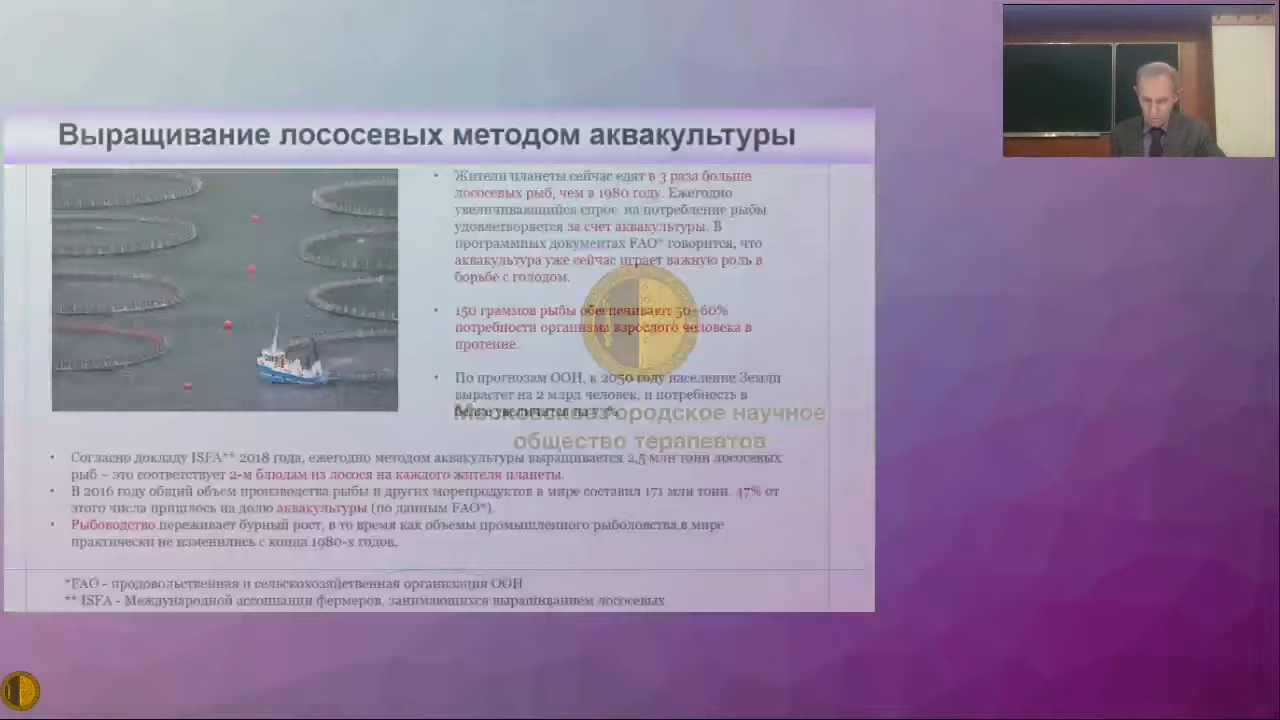 Выращивание лососевых методом аквакультуры
• Жители планеты сейчас едят в 3 раза больше
лососевых рыб, чем в 1980 году. Ежегодно
увеличивающийся спрос на потребление рыбы
удовлетворяется за счет аквакультуры. В
программных документах FAO* говорится, что
аквакультура уже сейчас играет важную роль в
борьбе с голодом.
• 150 граммов рыбы обеспечивают 50–60%
потребности организма взрослого человека в
протеине.
• По прогнозам ООН, к 2050 году население Земли
вырастет на 2 млрд человек, и потребность в
увеличится на
Московское городское научное
общество терапевтов
• Согласно докладу ISFA** 2018 года, ежегодно методом аквакультуры выращивается 2,5 млн тонн лососевых
рыб – это соответствует 2-м блюдам из лосося на каждого жителя планеты.
• В 2016 году общий объем производства рыбы и других морепродуктов в мире составил 171 млн тонн. 47% от
этого числа пришлось на долю аквакультуры (по данным FAO*).
• Рыбоводство переживает бурный рост, в то время как объемы промышленного рыболовства в мире
практически не изменились с конца 1980-х годов.
*FAO - продовольственная и сельскохозяйственная организация ООН
** ISFA - Международной ассоциации фермеров, занимающихся выращиванием лососевых